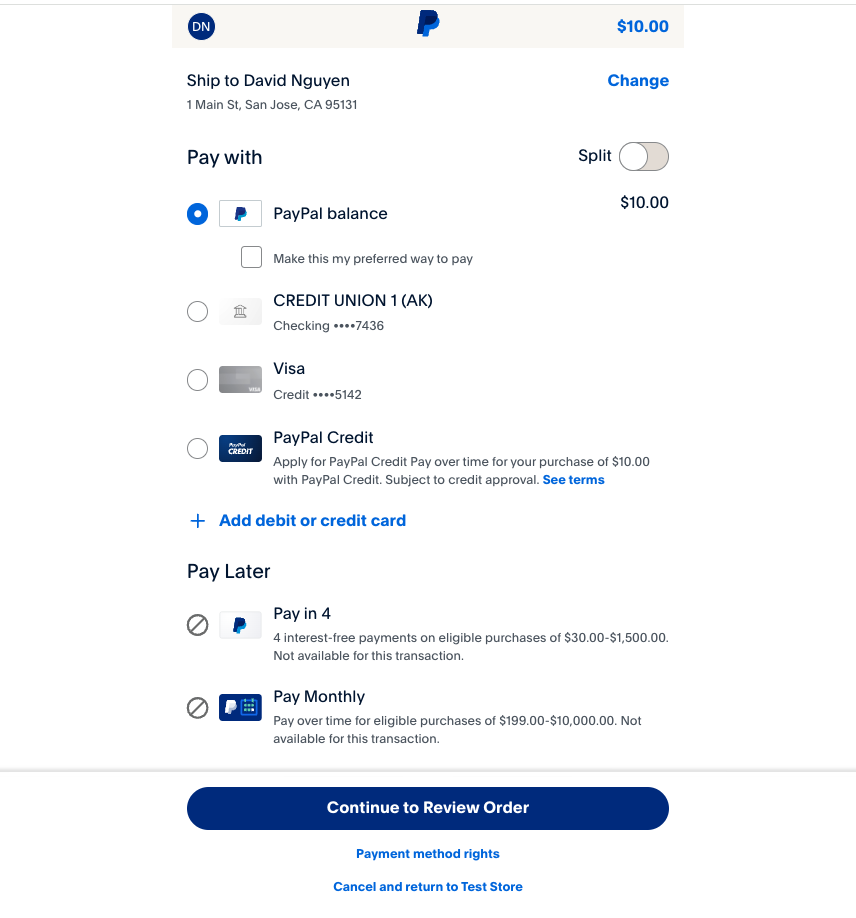 DN
$10.00
Ship to David Nguyen
Change
1 Main St, San Jose, CA 95131
Pay with
Split
PayPal balance
$10.00
Make this my preferred way to pay
CREDIT UNION 1 (AK)
Checking ••••7436
Visa
VISA
Credit ••••5142
PayPal Credit
PayPal
CREDIT
Apply for PayPal Credit Pay over time for your purchase of $10.00
with PayPal Credit. Subject to credit approval. See terms
+ Add debit or credit card
Pay Later
Pay in 4
4 interest-free payments on eligible purchases of $30.00-$1,500.00.
Not available for this transaction.
Pay Monthly
Pay over time for eligible purchases of $199.00-$10,000.00. Not
available for this transaction.
Continue to Review Order
Payment method rights
Cancel and return to Test Store